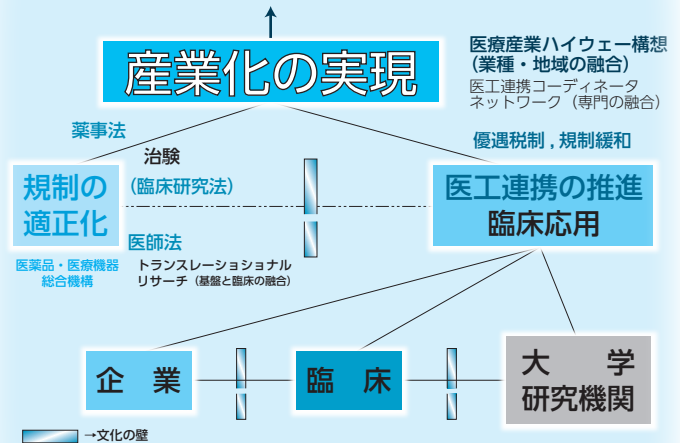 産業化の実現
医療産業ハイウェー構想
(業種・地域の融合)
医工連携コーディネータ
ネットワーク(専門の融合)
優遇税制 , 規制緩和
薬事法
治験
(臨床研究法)
規制の
適正化
医工連携の推進
臨床応用
医師法
医薬品・医療機器
総合機構
トランスレーショショナル
リサーチ(基盤と臨床の融合)
企 業
臨 床
大 学
研究機関
→文化の壁